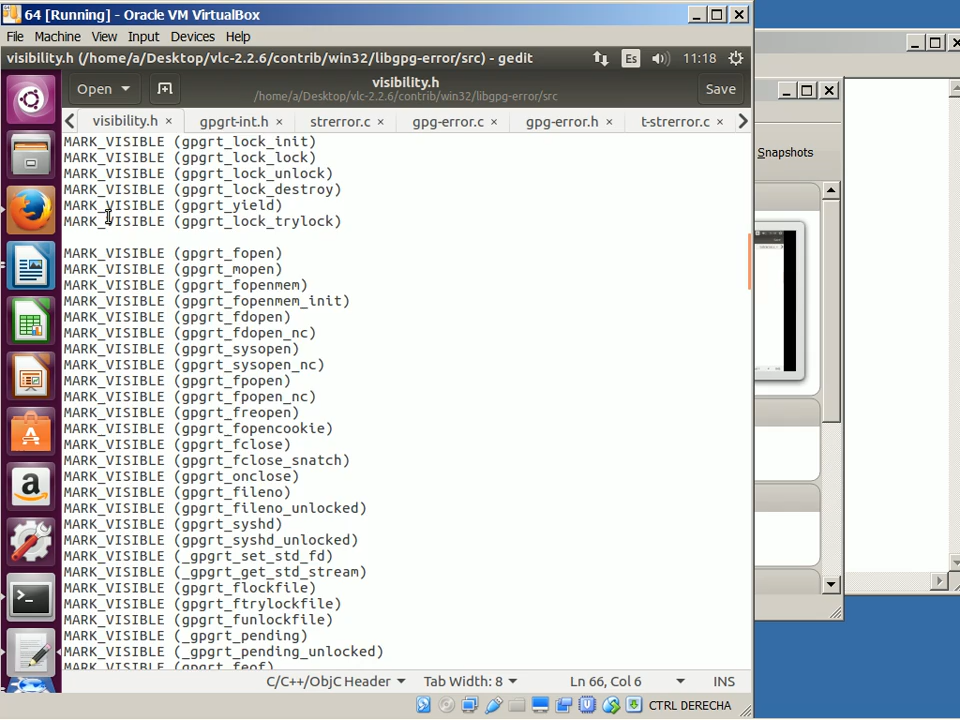 64 [Running] - Oracle VM VirtualBox
File Machine View Input Devices Help
visibility.h (/home/a/Desktop/vlc-2.2.6/contrib/win32/libgpg-error/src) - gedit
Es
11:18
Open
visibility.h
/home/a/Desktop/vlc-2.2.6/contrib/win32/libgpg-error/src
Save
visibility.h × gpgrt-int.h × strerror.c × gpg-error.c × gpg-error.h × t-strerror.c ×
Snapshots
MARK_VISIBLE (gpgrt_lock_init)
MARK_VISIBLE (gpgrt_lock_lock)
MARK_VISIBLE (gpgrt_lock_unlock)
MARK_VISIBLE (gpgrt_lock_destroy)
MARK_VISIBLE (gpgrt_yield)
MARK_VISIBLE (gpgrt_lock_trylock)
MARK_VISIBLE (gpgrt_fopen)
MARK_VISIBLE (gpgrt_mopen)
MARK_VISIBLE (gpgrt_fopenmem)
MARK_VISIBLE (gpgrt_fopenmem_init)
MARK_VISIBLE (gpgrt_fdopen)
MARK_VISIBLE (gpgrt_fdopen_nc)
MARK_VISIBLE (gpgrt_sysopen)
MARK_VISIBLE (gpgrt_sysopen_nc)
MARK_VISIBLE (gpgrt_fpopen)
MARK_VISIBLE (gpgrt_fpopen_nc)
MARK_VISIBLE (gpgrt_freopen)
MARK_VISIBLE (gpgrt_fopencookie)
MARK_VISIBLE (gpgrt_fclose)
MARK_VISIBLE (gpgrt_fclose_snatch)
MARK_VISIBLE (gpgrt_onclose)
MARK_VISIBLE (gpgrt_fileno)
MARK_VISIBLE (gpgrt_fileno_unlocked)
MARK_VISIBLE (gpgrt_syshd)
MARK_VISIBLE (gpgrt_syshd_unlocked)
MARK_VISIBLE (_gpgrt_set_std_fd)
MARK_VISIBLE (_gpgrt_get_std_stream)
MARK_VISIBLE (gpgrt_flockfile)
MARK_VISIBLE (gpgrt_ftrylockfile)
MARK_VISIBLE (gpgrt_funlockfile)
MARK_VISIBLE (_gpgrt_pending)
MARK_VISIBLE (_gpgrt_pending_unlocked)
MARK_VISIBLE (gpgrt_feof)
C/C++/ObjC Header Tab Width: 8 Ln 66, Col 6 INS
CTRL DERECHA